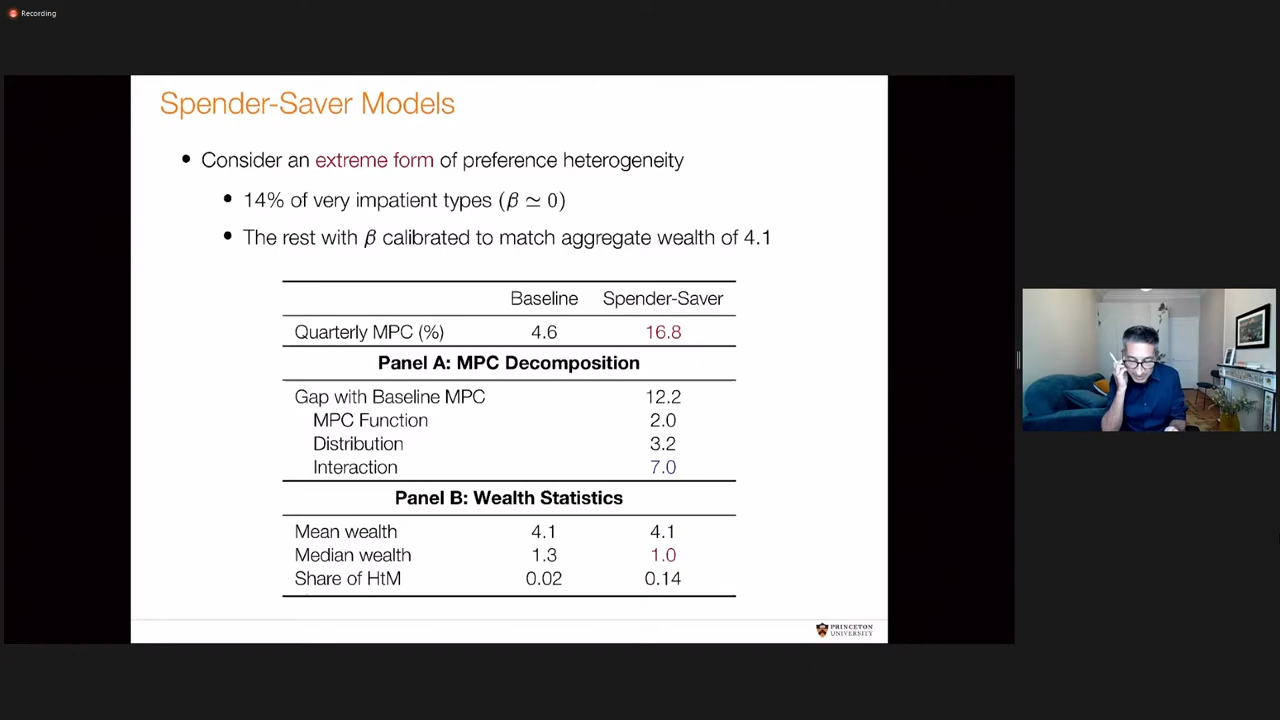 Recording
Spender-Saver Models
• Consider an extreme form of preference heterogeneity
• 14% of very impatient types (β ≃ 0)
• The rest with β calibrated to match aggregate wealth of 4.1
Baseline Spender-Saver
Quarterly MPC (%) 4.6 16.8
Panel A: MPC Decomposition
Gap with Baseline MPC 12.2
MPC Function 2.0
Distribution 3.2
Interaction 7.0
Panel B: Wealth Statistics
Mean wealth 4.1 4.1
Median wealth 1.3 1.0
Share of HtM 0.02 0.14
PRINCETON
UNIVERSITY